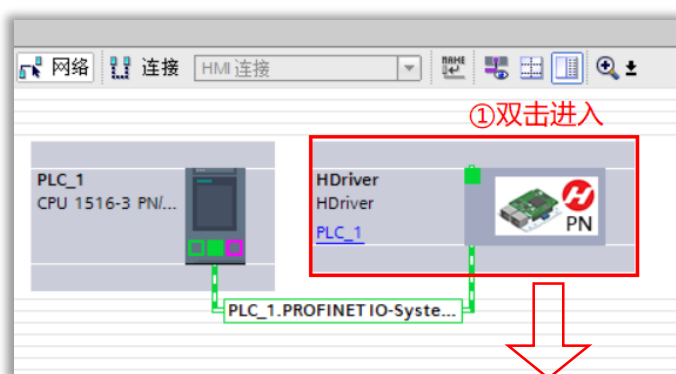 网络 连接 HMI 连接
NAME
①双击进入
PLC_1
CPU 1516-3 PN/...
HDriver
HDriver
PLC_1
PN
PLC_1.PROFINET IO-Syste...